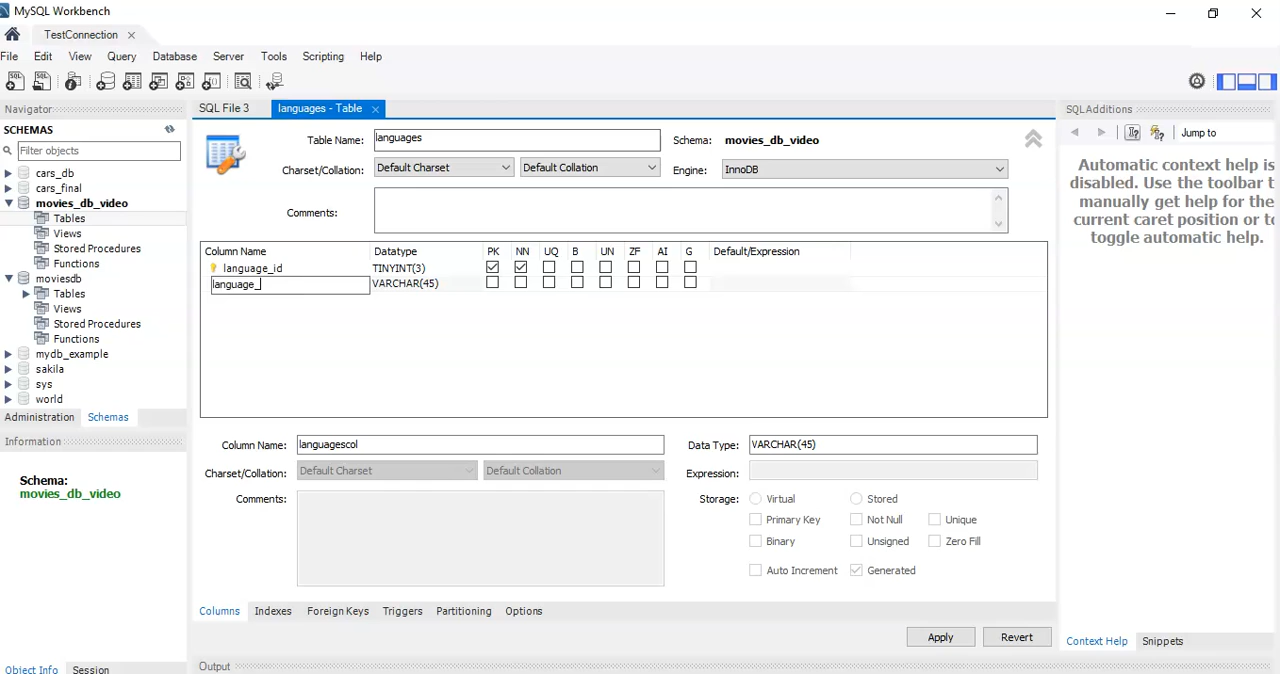 MySQL Workbench
TestConnection
File Edit View Query Database Server Tools Scripting Help
Navigator
SCHEMAS
Filter objects
cars_db
cars_final
movies_db_video
Tables
Views
Stored Procedures
Functions
moviesdb
Tables
Views
Stored Procedures
Functions
mydb_example
sakila
sys
world
Administration Schemas
Information
Schema:
movies_db_video
Object Info Session
SQL File 3 languages - Table
Table Name: languages Schema: movies_db_video
Charset/Collation: Default Charset Default Collation Engine: InnoDB
Comments:
Column Name Datatype PK NN UQ B UN ZF AI G Default/Expression
language_id TINYINT(3)
language_ VARCHAR(45)
Column Name: languagescol Data Type: VARCHAR(45)
Charset/Collation: Default Charset Default Collation Expression:
Comments: Storage: Virtual Stored
Primary Key Not Null Unique
Binary Unsigned Zero Fill
Auto Increment Generated
Columns Indexes Foreign Keys Triggers Partitioning Options
Apply Revert
Output
SQLAdditions
Jump to
Automatic context help is
disabled. Use the toolbar t
manually get help for the
current caret position or to
toggle automatic help.
Context Help Snippets